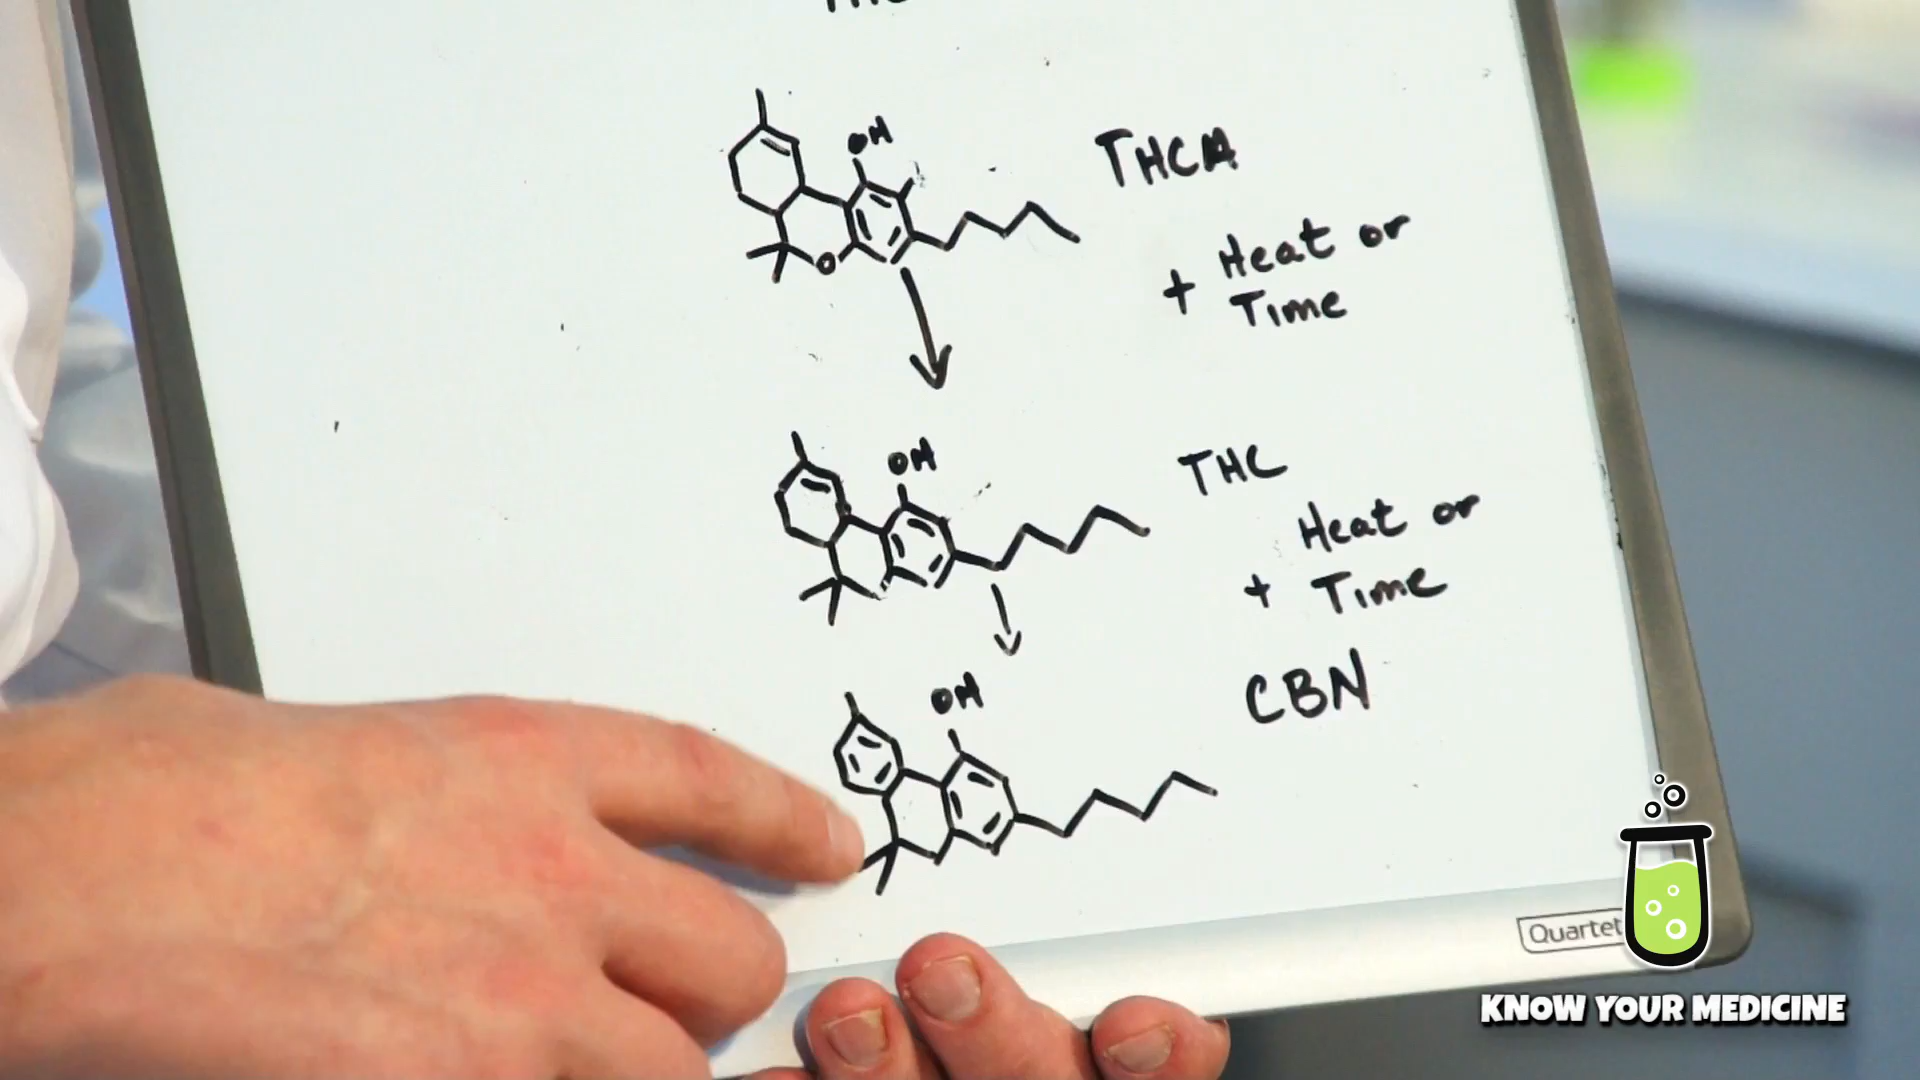 OH
THCA
+ Heat or
Time
O
OH
THC
Heat or
+ Time
OH
CBN
Quartet
KNOW YOUR MEDICINE